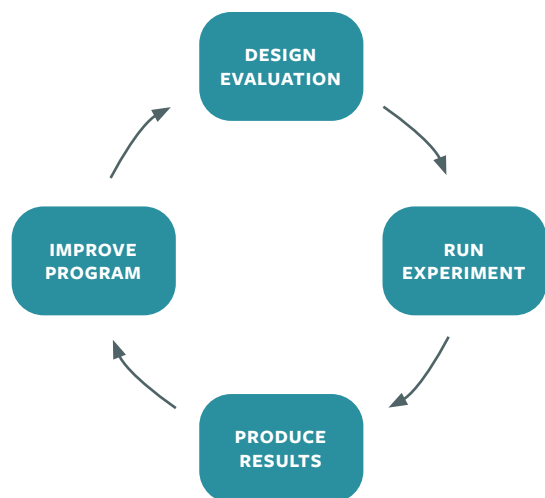 DESIGN
EVALUATION
RUN
EXPERIMENT
PRODUCE
RESULTS
IMPROVE
PROGRAM